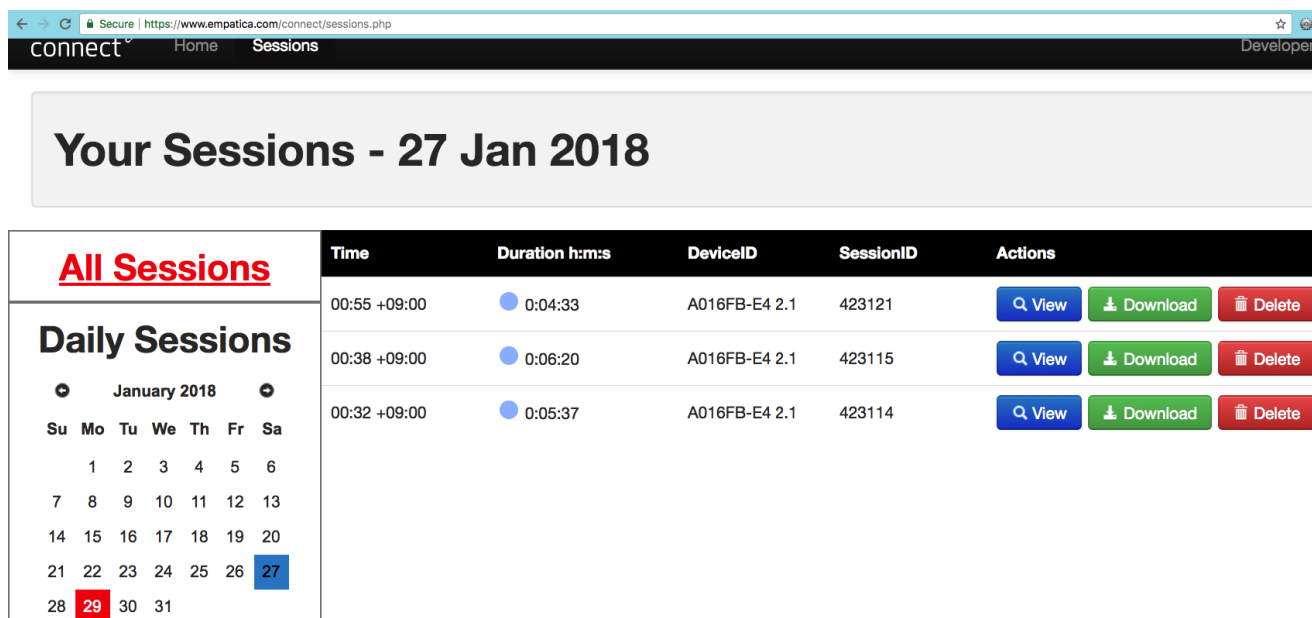 Secure | https://www.empatica.com/connect/sessions.php
connect Home Sessions Developer
Your Sessions - 27 Jan 2018
All Sessions
Daily Sessions
January 2018
Su Mo Tu We Th Fr Sa
1 2 3 4 5 6
7 8 9 10 11 12 13
14 15 16 17 18 19 20
21 22 23 24 25 26 27
28 29 30 31
Time Duration h:m:s DeviceID SessionID Actions
00:55 +09:00 0:04:33 A016FB-E4 2.1 423121 View Download Delete
00:38 +09:00 0:06:20 A016FB-E4 2.1 423115 View Download Delete
00:32 +09:00 0:05:37 A016FB-E4 2.1 423114 View Download Delete